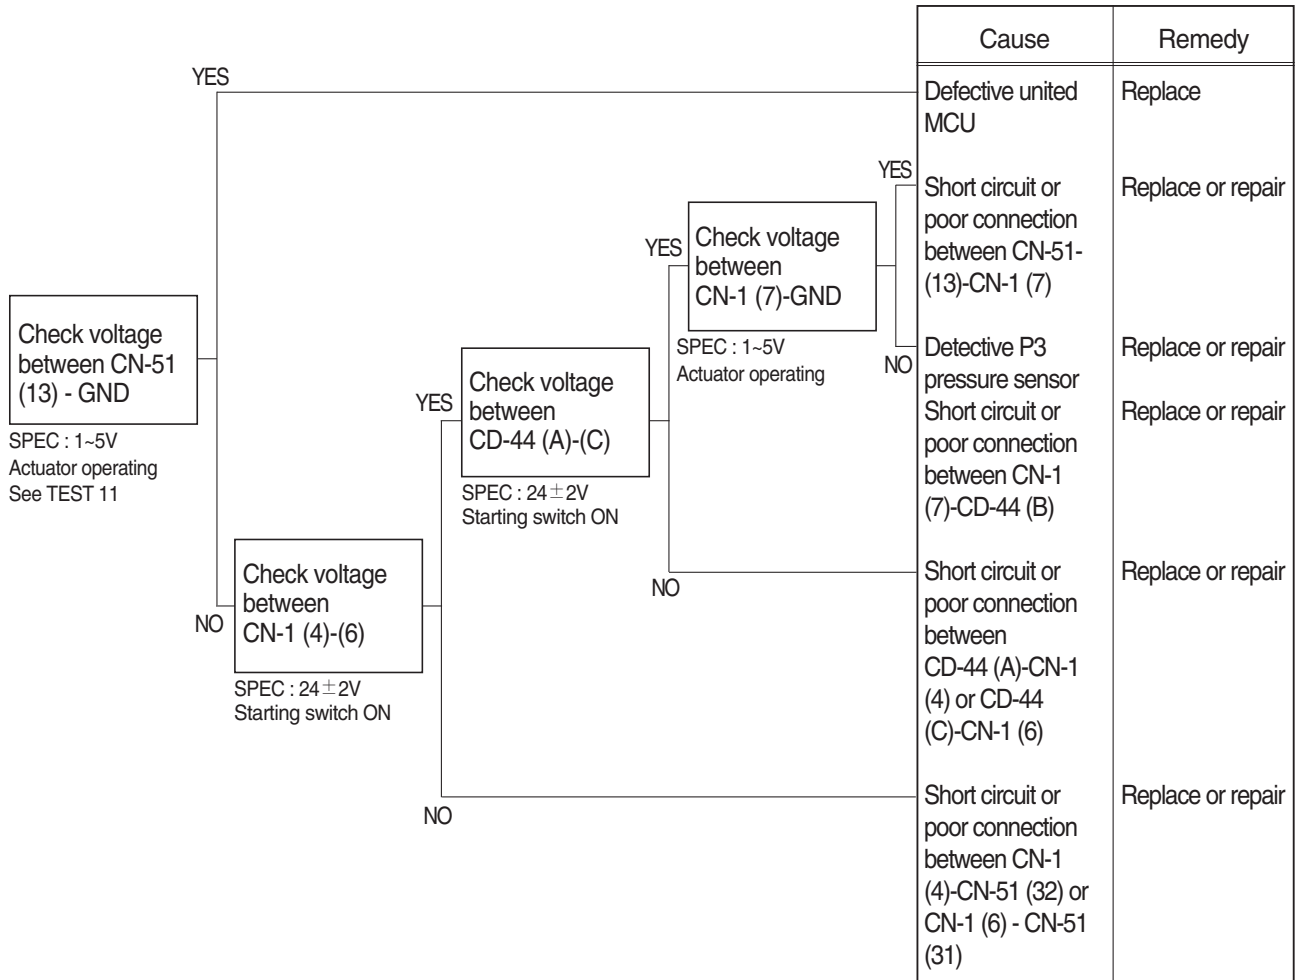 Cause
Remedy
YES
Defective united
MCU
Replace
YES
Short circuit or
poor connection
between CN-51-
(13)-CN-1 (7)
Replace or repair
YES
Check voltage
between
CN-1 (7)-GND
SPEC : 1~5V
Actuator operating
NO
Detective P3
pressure sensor
Replace or repair
Short circuit or
poor connection
between CN-1
(7)-CD-44 (B)
Replace or repair
Check voltage
between CN-51
(13) - GND
SPEC : 1~5V
Actuator operating
See TEST 11
YES
Check voltage
between
CD-44 (A)-(C)
SPEC : 24±2V
Starting switch ON
NO
Short circuit or
poor connection
between
CD-44 (A)-CN-1
(4) or CD-44
(C)-CN-1 (6)
Replace or repair
NO
Check voltage
between
CN-1 (4)-(6)
SPEC : 24±2V
Starting switch ON
NO
Short circuit or
poor connection
between CN-1
(4)-CN-51 (32) or
CN-1 (6) - CN-51
(31)
Replace or repair